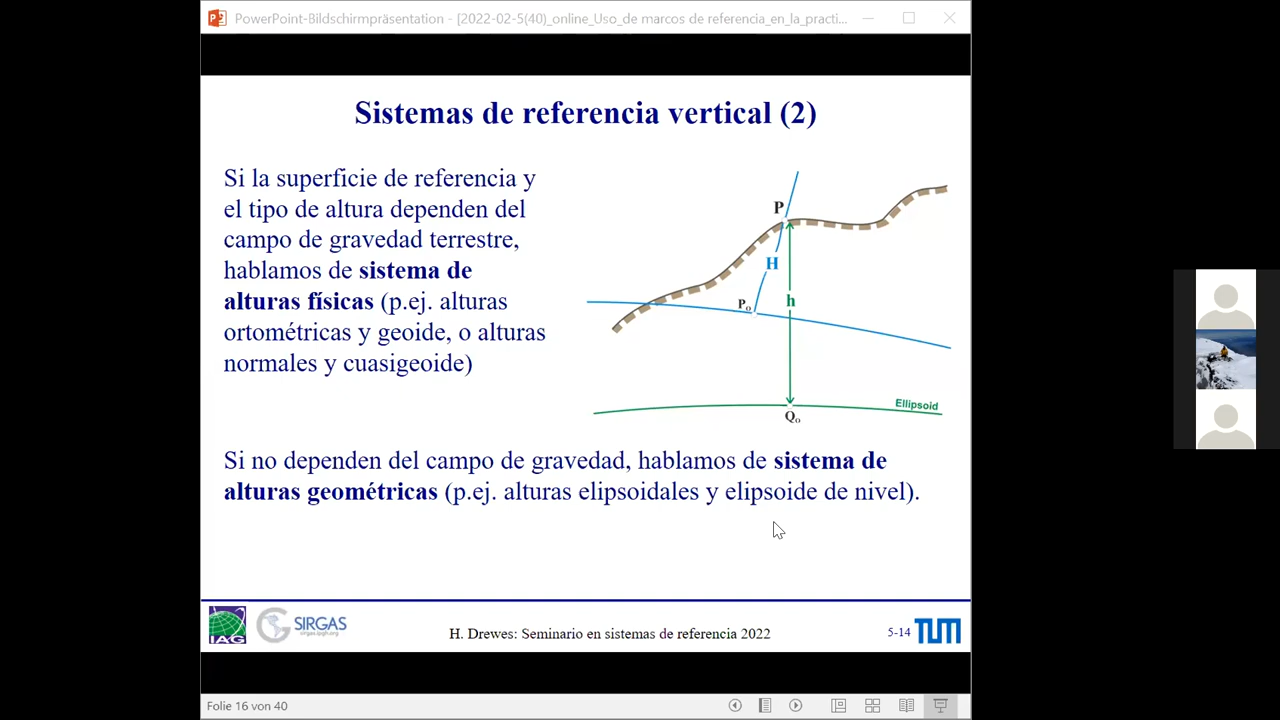 PowerPoint-Bildschirmpräsentation - [2022-02-5(40)_online_Uso_de marcos de referencia_en_la_practi...
Sistemas de referencia vertical (2)
Si la superficie de referencia y
el tipo de altura dependen del
campo de gravedad terrestre,
hablamos de sistema de
alturas físicas (p.ej. alturas
ortométricas y geoide, o alturas
normales y cuasigeoide)
P
H
Po
h
Ellipsoid
Qo
Si no dependen del campo de gravedad, hablamos de sistema de
alturas geométricas (p.ej. alturas elipsoidales y elipsoide de nivel).
IAG
SIRGAS
sirgas.ipgh.org
H. Drewes: Seminario en sistemas de referencia 2022
5-14
TUM
Folie 16 von 40